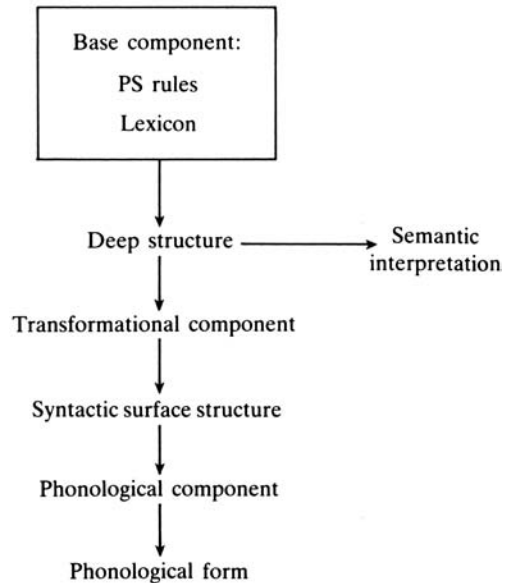 Base component:
PS rules
Lexicon
Deep structure
Semantic
interpretation
Transformational component
Syntactic surface structure
Phonological component
Phonological form